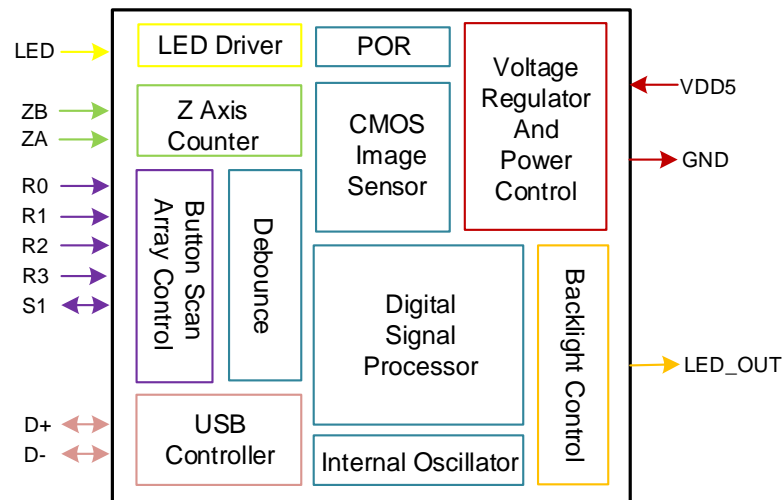 LED
ZB
ZA
R0
R1
R2
R3
S1
D+
D-
LED Driver
Z Axis
Counter
Button Scan
Array Control
Debounce
USB
Controller
POR
CMOS
Image
Sensor
Digital
Signal
Processor
Internal Oscillator
Voltage
Regulator
And
Power
Control
Backlight Control
VDD5
GND
LED_OUT